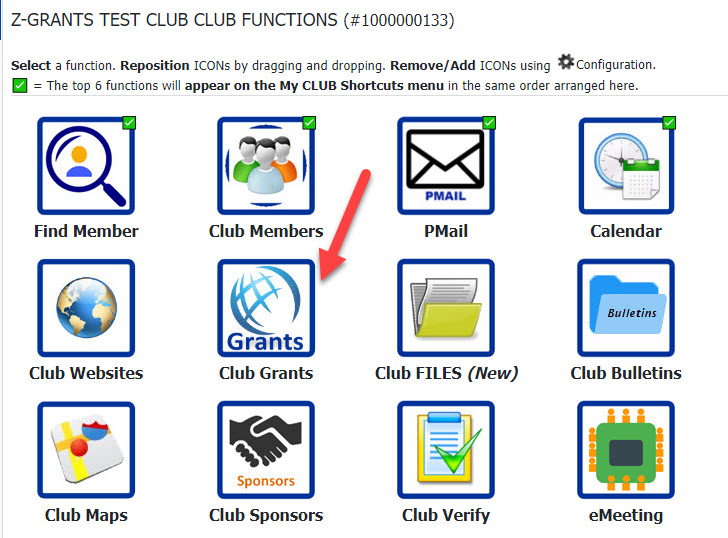 Z-GRANTS TEST CLUB CLUB FUNCTIONS (#1000000133)
Select a function. Reposition ICONs by dragging and dropping. Remove/Add ICONs using Configuration.
= The top 6 functions will appear on the My CLUB Shortcuts menu in the same order arranged here.
PMAIL
Find Member
Club Members
PMail
Calendar
Grants
Bulletins
Club Websites
Club Grants
Club FILES (New)
Club Bulletins
Sponsors
Club Maps
Club Sponsors
Club Verify
eMeeting